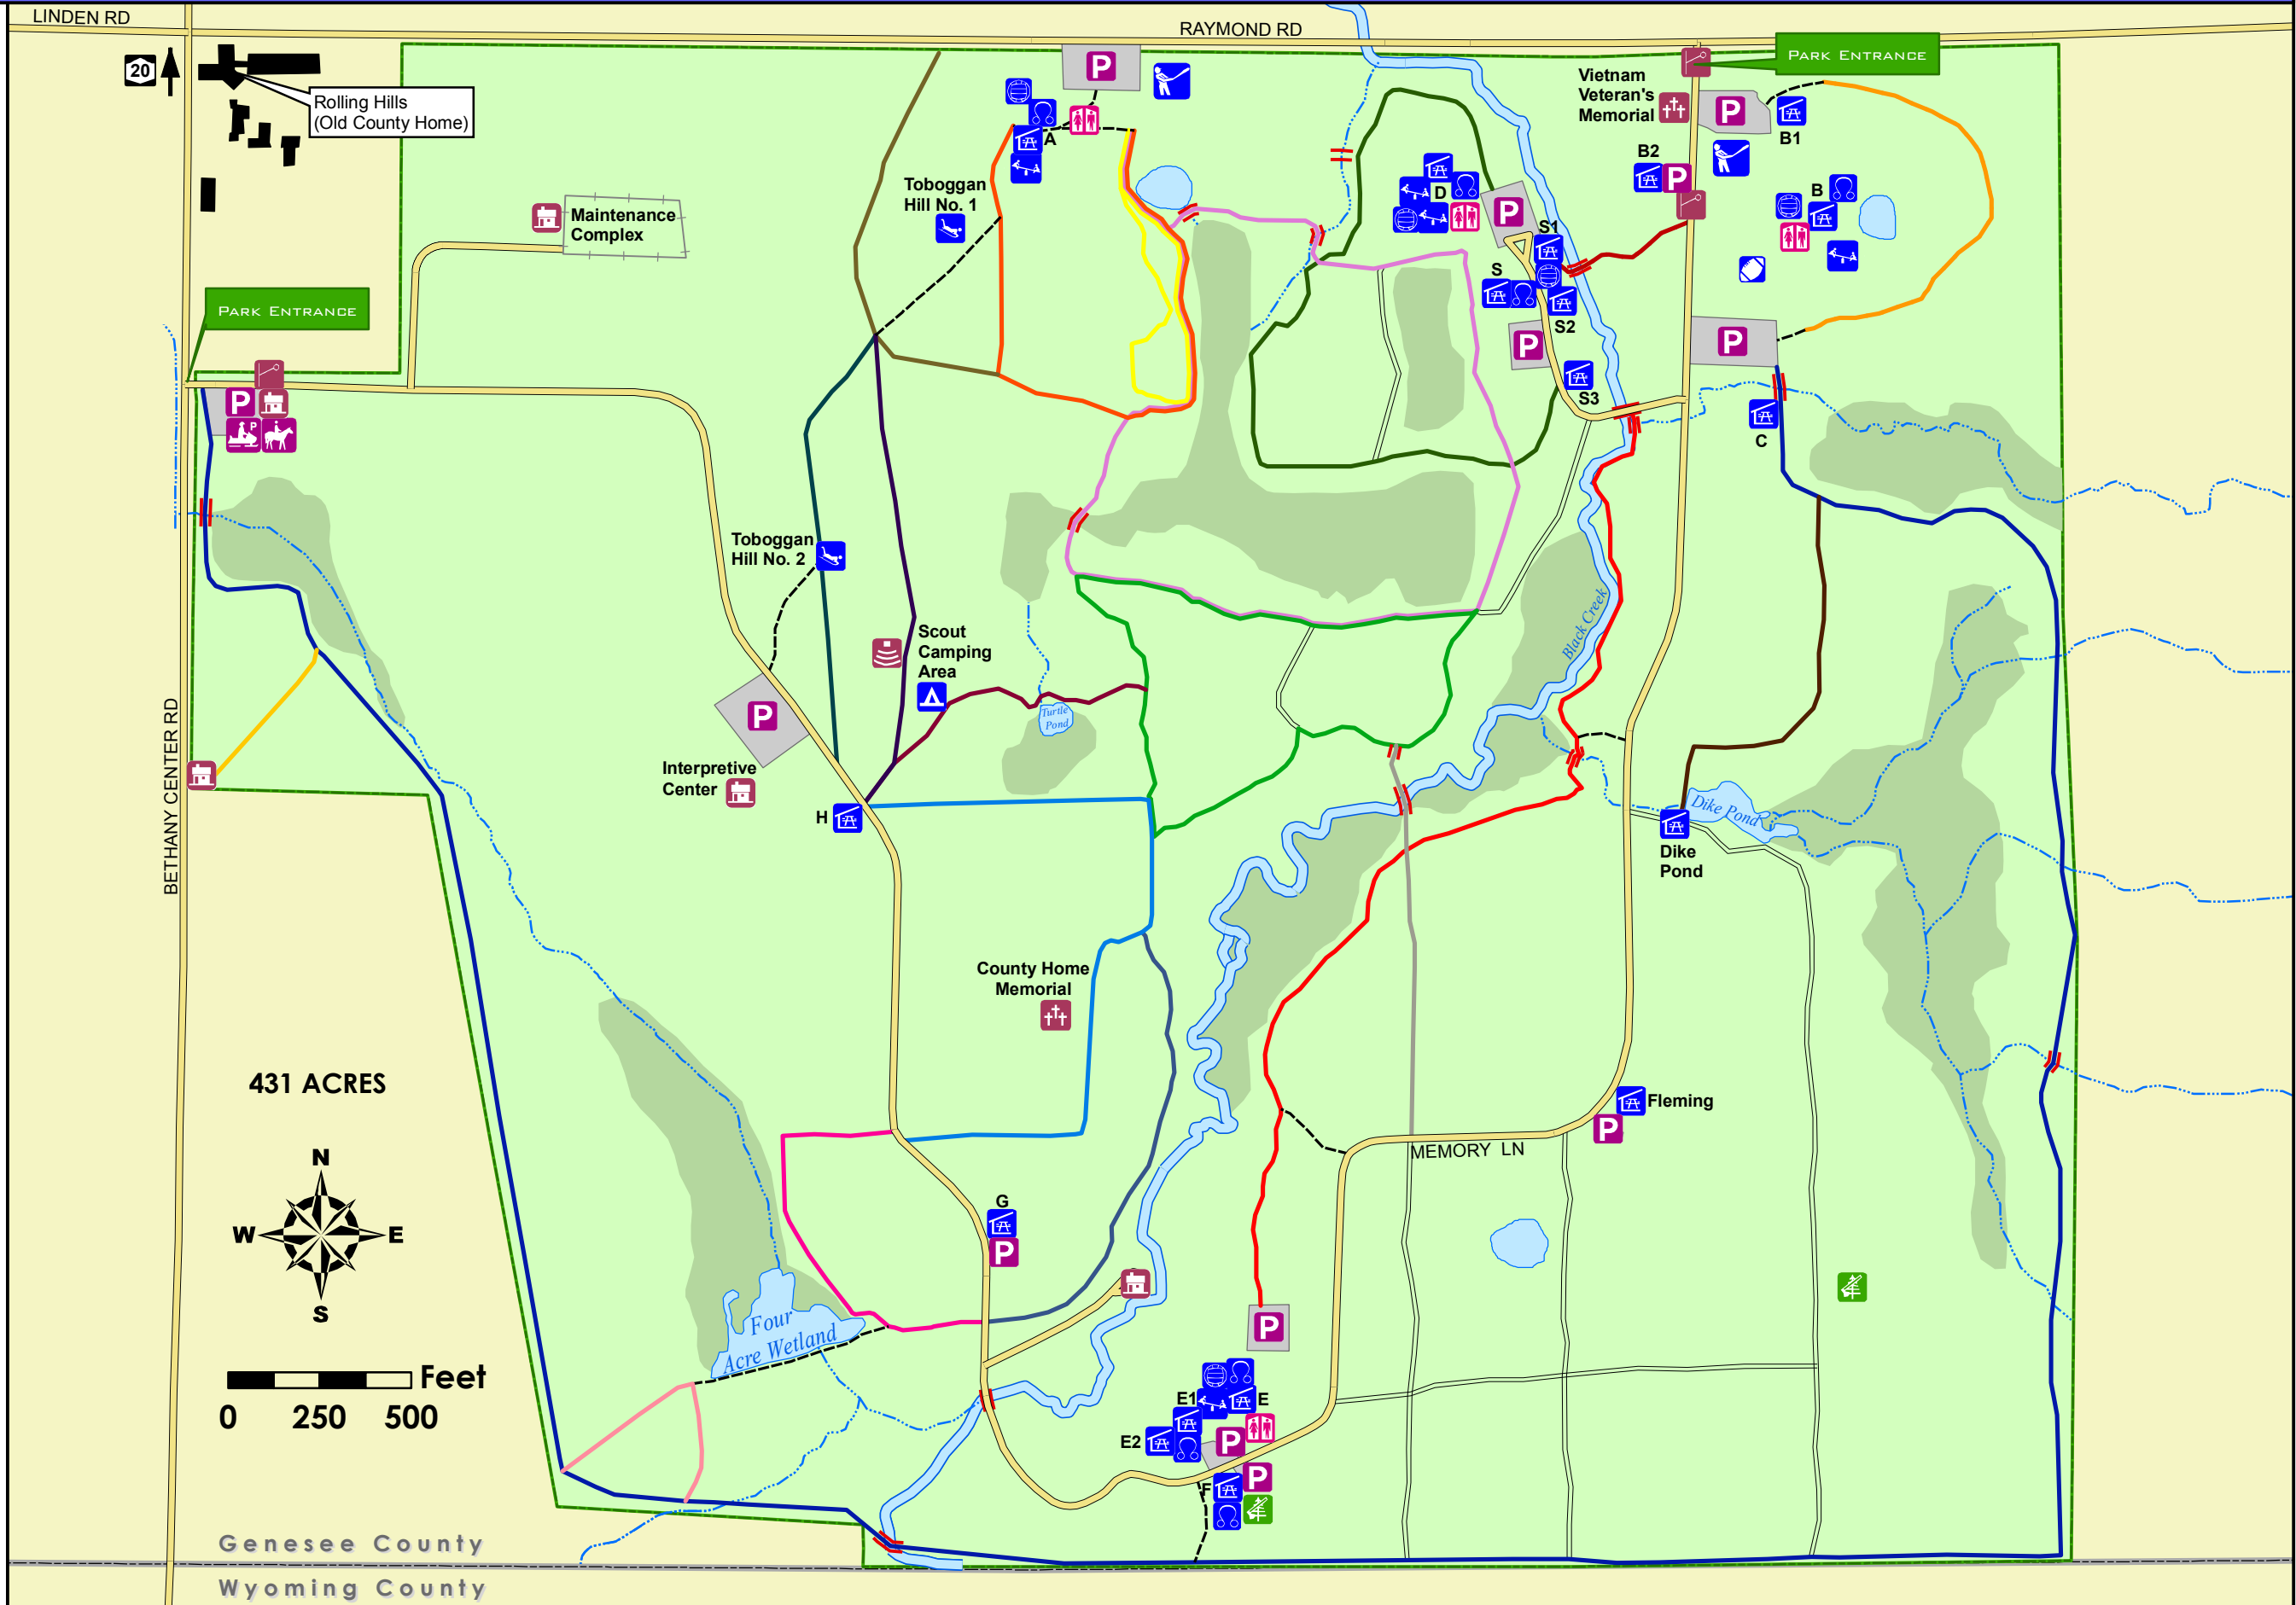 LINDEN RD
RAYMOND RD
20
Rolling Hills
(Old County Home)
PARK ENTRANCE
Vietnam
Veteran's
Memorial
P
P
B1
A
B2
P
D
B
Toboggan
Hill No. 1
P
S1
Maintenance
Complex
S
S2
PARK ENTRANCE
P
P
S3
P
P
C
Toboggan
Hill No. 2
Black Creek
Scout
Camping
Area
Turtle
Pond
P
BETHANY CENTER RD
Interpretive
Center
H
Dike Pond
Dike
Pond
County Home
Memorial
431 ACRES
Fleming
P
MEMORY LN
N
W E
S
G
P
Four
Acre Wetland
P
Feet
0 250 500
E1
E
E2
P
P
F
Genesee County
Wyoming County